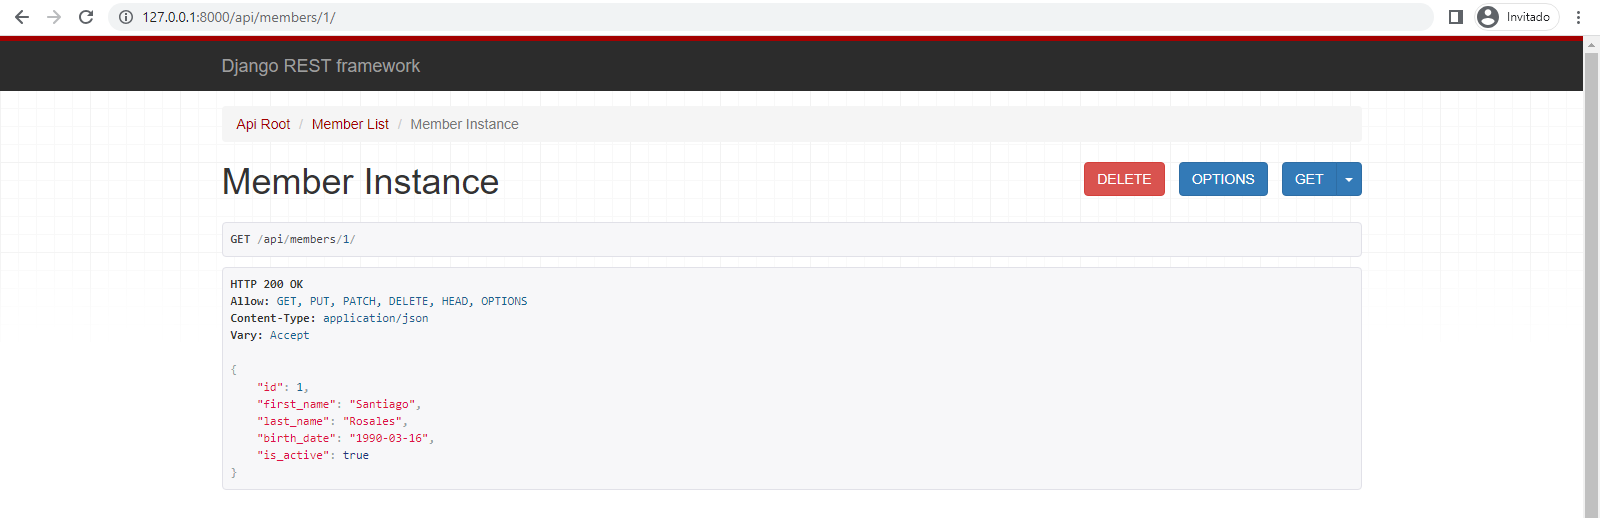 127.0.0.1:8000/api/members/1/
Invitado
Django REST framework
Api Root / Member List / Member Instance
Member Instance
DELETE OPTIONS GET
GET /api/members/1/
HTTP 200 OK
Allow: GET, PUT, PATCH, DELETE, HEAD, OPTIONS
Content-Type: application/json
Vary: Accept
{
    "id": 1,
    "first_name": "Santiago",
    "last_name": "Rosales",
    "birth_date": "1990-03-16",
    "is_active": true
}